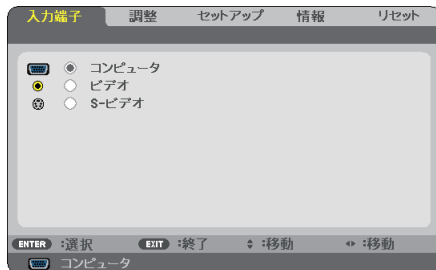 入力端子 調整 セットアップ 情報 リセット
コンピュータ
ビデオ
S-ビデオ
ENTER :選択 EXIT :終了 :移動 :移動
コンピュータ